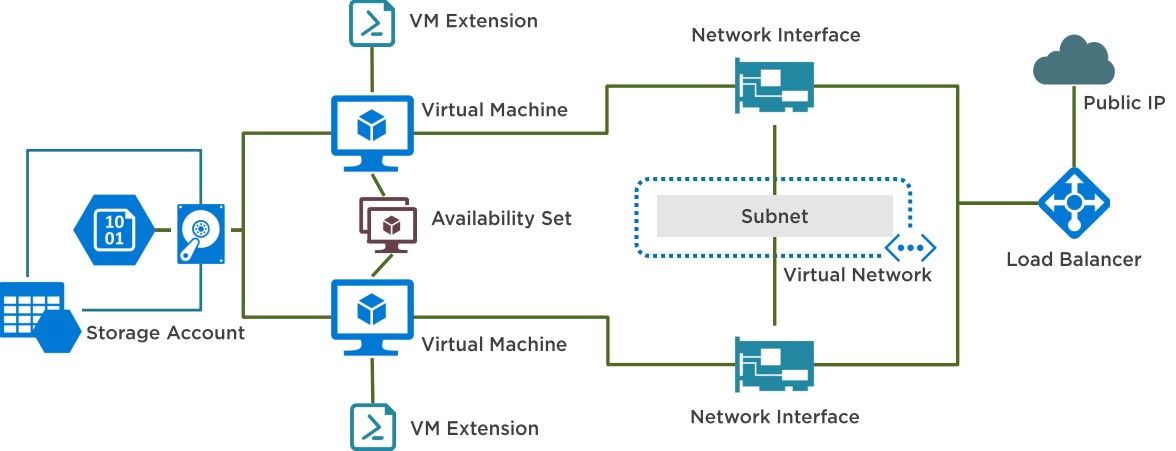 VM Extension
Network Interface
Virtual Machine
Public IP
10
01
Availability Set
Subnet
Virtual Network
Load Balancer
Storage Account
Virtual Machine
VM Extension
Network Interface